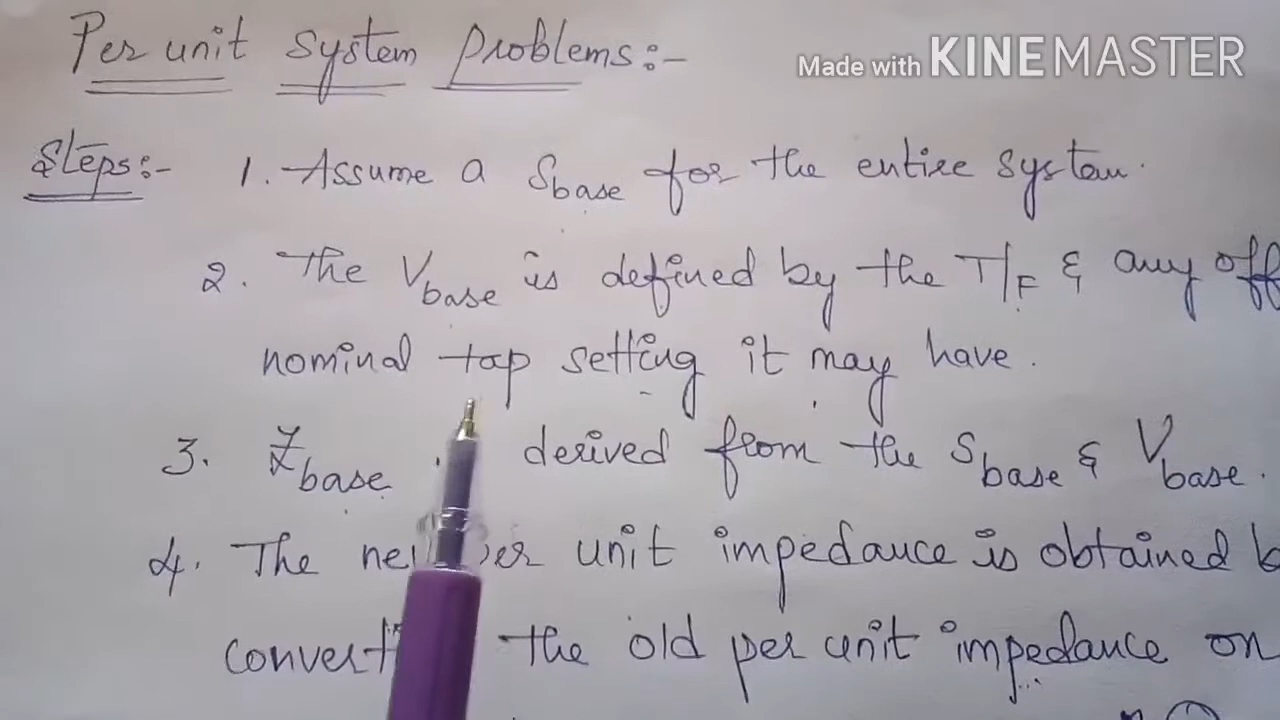 Per unit system problems:-
Made with KINEMASTER
Steps:- 1. Assume a Sbase for the entire system.
2. The Vbase is defined by the T/F & any off
nominal tap setting it may have.
3. Zbase derived from the Sbase & Vbase.
4. The unit impedance is obtained
the old per unit impedance on